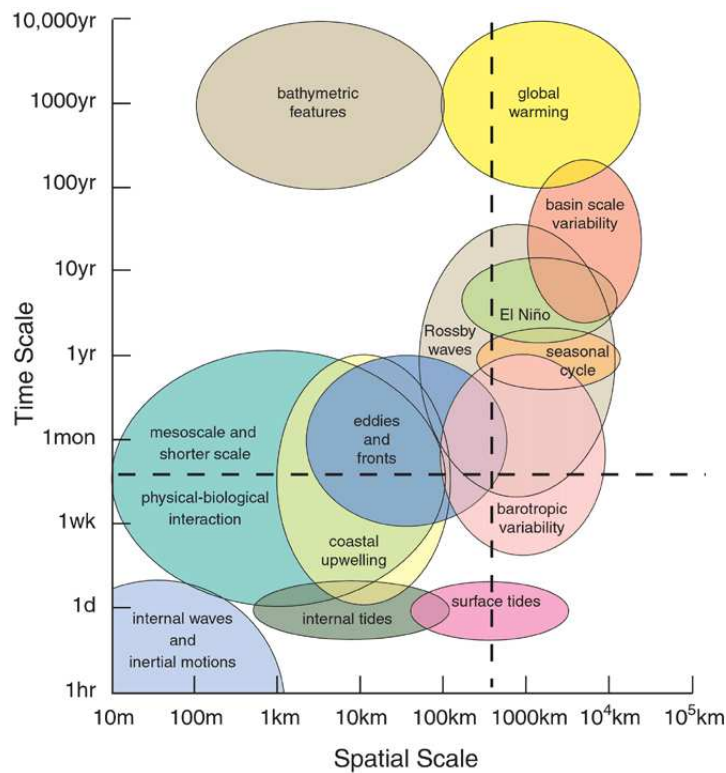 10,000yr
1000yr
100yr
10yr
1yr
1mon
1wk
1d
1hr
Time Scale
bathymetric
features
global
warming
basin scale
variability
El Niño
Rossby
waves
seasonal
cycle
mesoscale and
shorter scale
physical-biological
interaction
eddies
and
fronts
coastal
upwelling
barotropic
variability
internal waves
and
inertial motions
internal tides
surface tides
10m
100m
1km
10km
100km
1000km
10⁴km
10⁵km
Spatial Scale